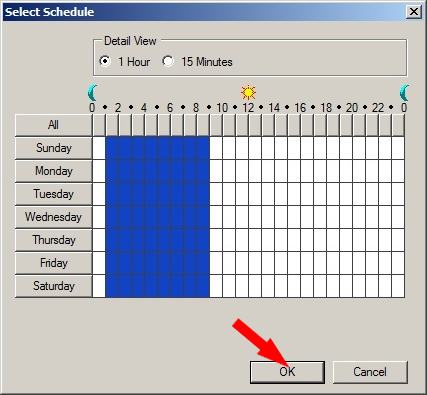 Select Schedule
Detail View
1 Hour 15 Minutes
0 • 2 • 4 • 6 • 8 • 10 • 12 • 14 • 16 • 18 • 20 • 22 • 0
All
Sunday
Monday
Tuesday
Wednesday
Thursday
Friday
Saturday
OK Cancel